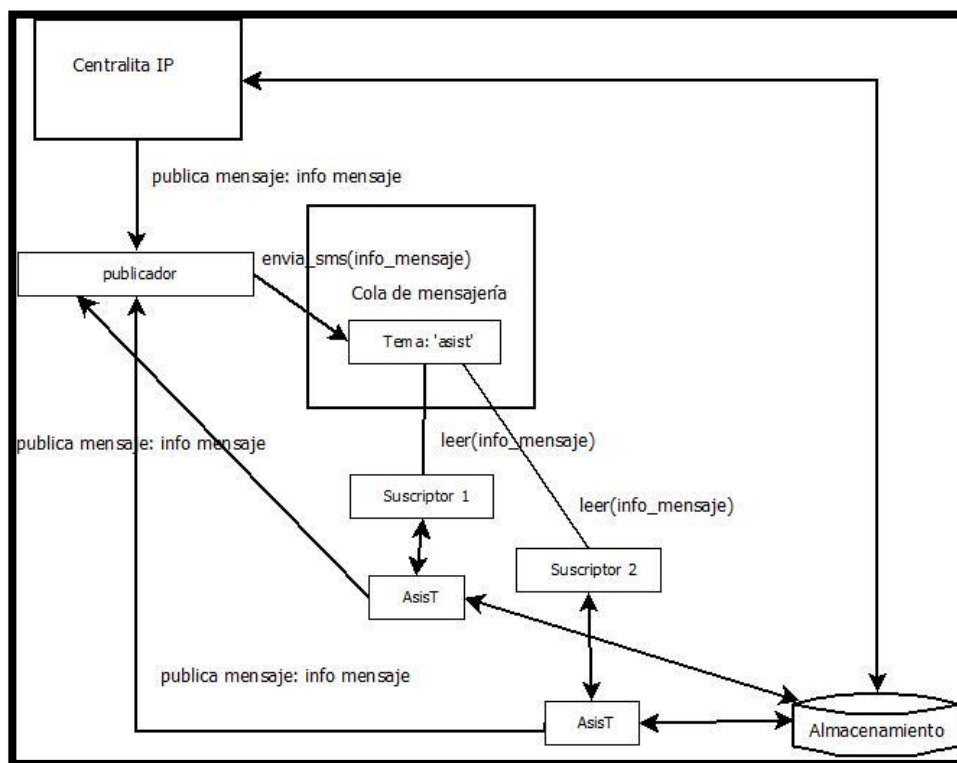 Centralita IP
publica mensaje: info mensaje
publicador
envia_sms(info_mensaje)
Cola de mensajería
Tema: 'asist'
publica mensaje: info mensaje
leer(info_mensaje)
Suscriptor 1
leer(info_mensaje)
Suscriptor 2
AsisT
publica mensaje: info mensaje
AsisT
Almacenamiento